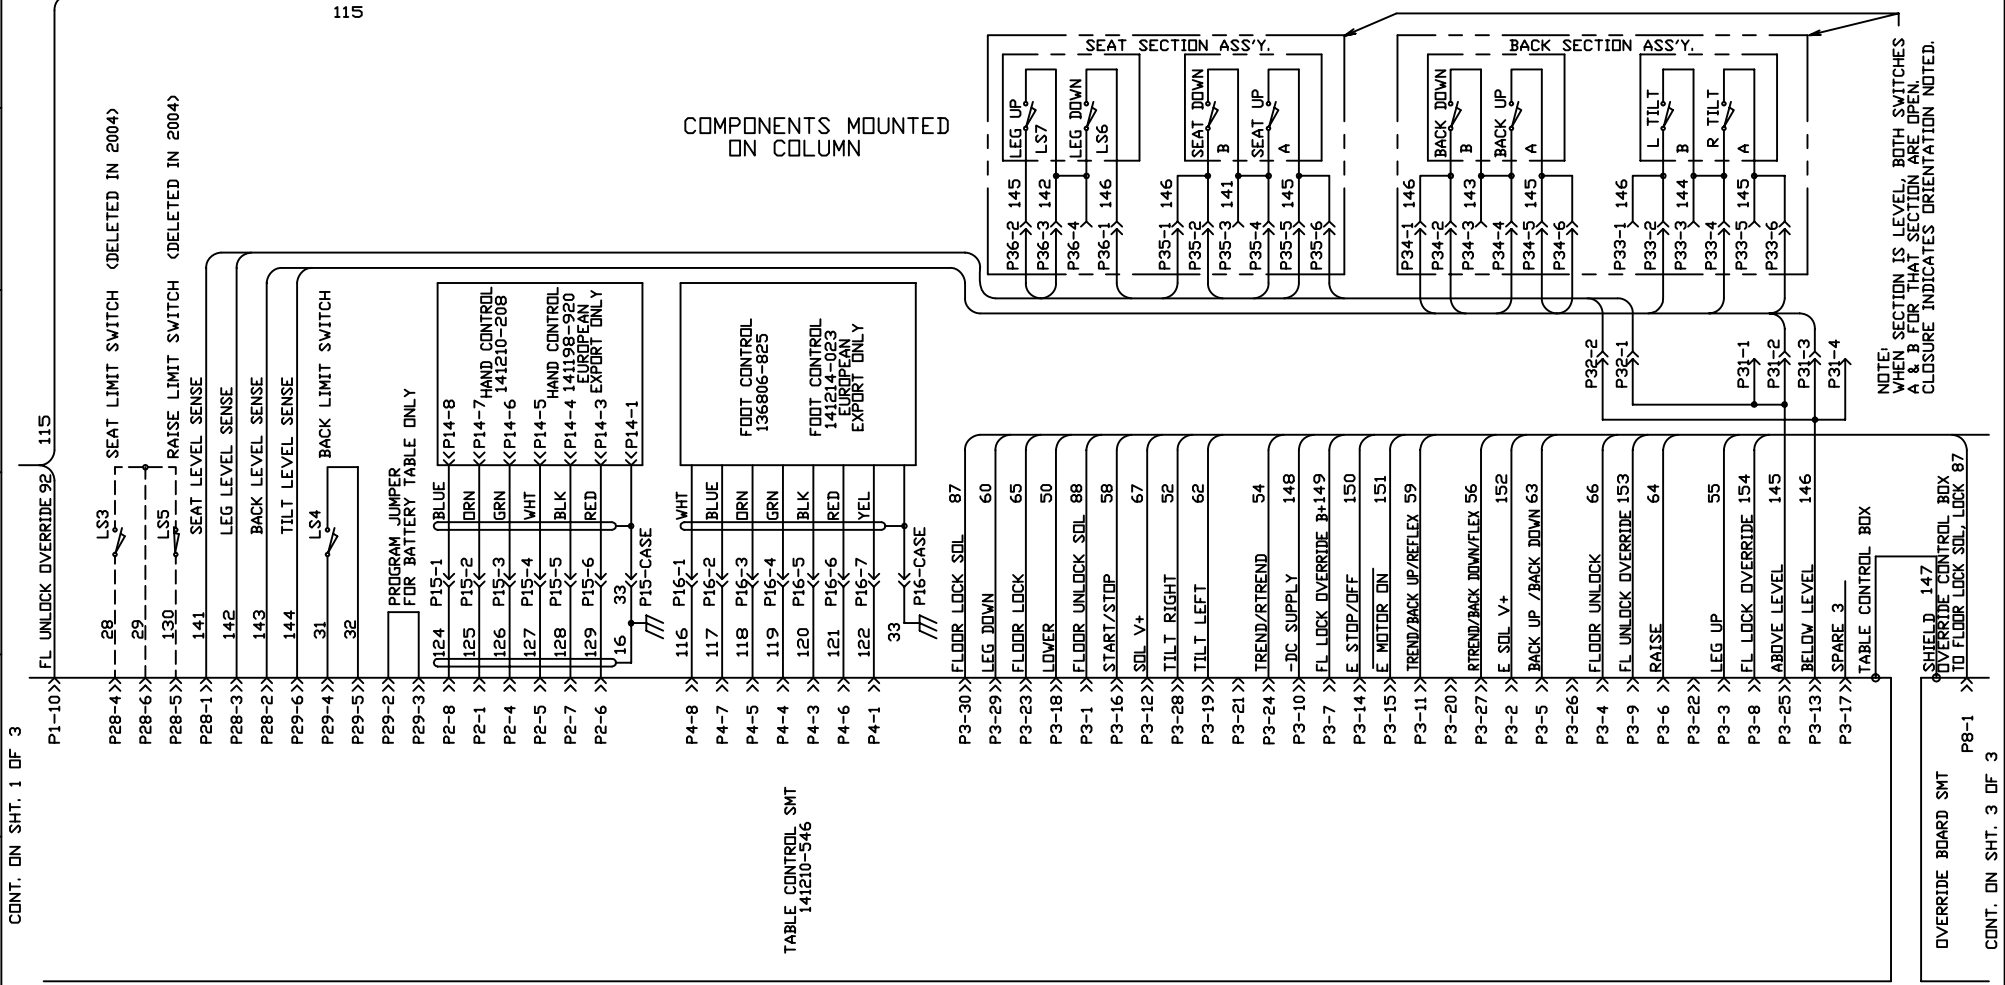 115
CONT. ON SHT. 1 OF 3
P1-10
FL UNLOCK OVERRIDE 92
115
P28-4
28
LS3
SEAT LIMIT SWITCH (DELETED IN 2004)
P28-6
29
P28-5
130
LS5
RAISE LIMIT SWITCH (DELETED IN 2004)
P28-1
141
SEAT LEVEL SENSE
P28-3
142
LEG LEVEL SENSE
P28-2
143
BACK LEVEL SENSE
P29-6
144
TILT LEVEL SENSE
P29-4
31
LS4
BACK LIMIT SWITCH
P29-5
32
P29-2
P29-3
PROGRAM JUMPER
FOR BATTERY TABLE ONLY
P2-8
124
P15-1
BLUE
P14-8
P2-1
125
P15-2
ORN
P14-7
P2-4
126
P15-3
GRN
P14-6
P2-5
127
P15-4
WHT
P14-5
P2-7
128
P15-5
BLK
P14-4
P2-6
129
P15-6
RED
P14-3
16
33
P15-CASE
P14-1
HAND CONTROL
141210-208
HAND CONTROL
141198-920
EUROPEAN
EXPORT ONLY
P4-8
116
P16-1
WHT
P4-7
117
P16-2
BLUE
P4-5
118
P16-3
ORN
P4-4
119
P16-4
GRN
P4-3
120
P16-5
BLK
P4-6
121
P16-6
RED
P4-1
122
P16-7
YEL
33
P16-CASE
FOOT CONTROL
136806-825
FOOT CONTROL
141214-023
EUROPEAN
EXPORT ONLY
COMPONENTS MOUNTED
ON COLUMN
TABLE CONTROL SMT
141210-546
P3-30
FLOOR LOCK SOL
87
P3-29
LEG DOWN
60
P3-23
FLOOR LOCK
65
P3-18
LOWER
50
P3-1
FLOOR UNLOCK SOL
88
P3-16
START/STOP
58
P3-12
SOL V+
67
P3-28
TILT RIGHT
52
P3-19
TILT LEFT
62
P3-21
P3-24
TREND/RTREND
54
P3-10
-DC SUPPLY
148
P3-7
FL LOCK OVERRIDE B+149
P3-14
E STOP/OFF
150
P3-15
E MOTOR ON
151
P3-11
TREND/BACK UP/REFLEX 59
P3-20
P3-27
RTREND/BACK DOWN/FLEX 56
P3-2
E SOL V+
152
P3-5
BACK UP /BACK DOWN 63
P3-26
P3-4
FLOOR UNLOCK
66
P3-9
FL UNLOCK OVERRIDE 153
P3-6
RAISE
64
P3-22
P3-3
LEG UP
55
P3-8
FL LOCK OVERRIDE 154
P3-25
ABOVE LEVEL
145
P3-13
BELOW LEVEL
146
P3-17
SPARE 3
TABLE CONTROL BOX
SHIELD 147
OVERRIDE CONTROL BOX
TO FLOOR LOCK SOL, LOCK 87
P8-1
OVERRIDE BOARD SMT
CONT. ON SHT. 3 OF 3
SEAT SECTION ASS'Y.
LEG UP
LS7
LEG DOWN
LS6
SEAT DOWN
B
SEAT UP
A
P36-2 145
P36-3 142
P36-4
P36-1 146
P35-1 146
P35-2
P35-3 141
P35-4
P35-5 145
P35-6
BACK SECTION ASS'Y.
BACK DOWN
B
BACK UP
A
L TILT
B
R TILT
A
P34-1 146
P34-2
P34-3 143
P34-4
P34-5 145
P34-6
P33-1 146
P33-2
P33-3 144
P33-4
P33-5 145
P33-6
P32-2
P32-1
P31-1
P31-2
P31-3
P31-4
NOTE:
WHEN SECTION IS LEVEL, BOTH SWITCHES
A & B FOR THAT SECTION ARE OPEN.
CLOSURE INDICATES ORIENTATION NOTED.